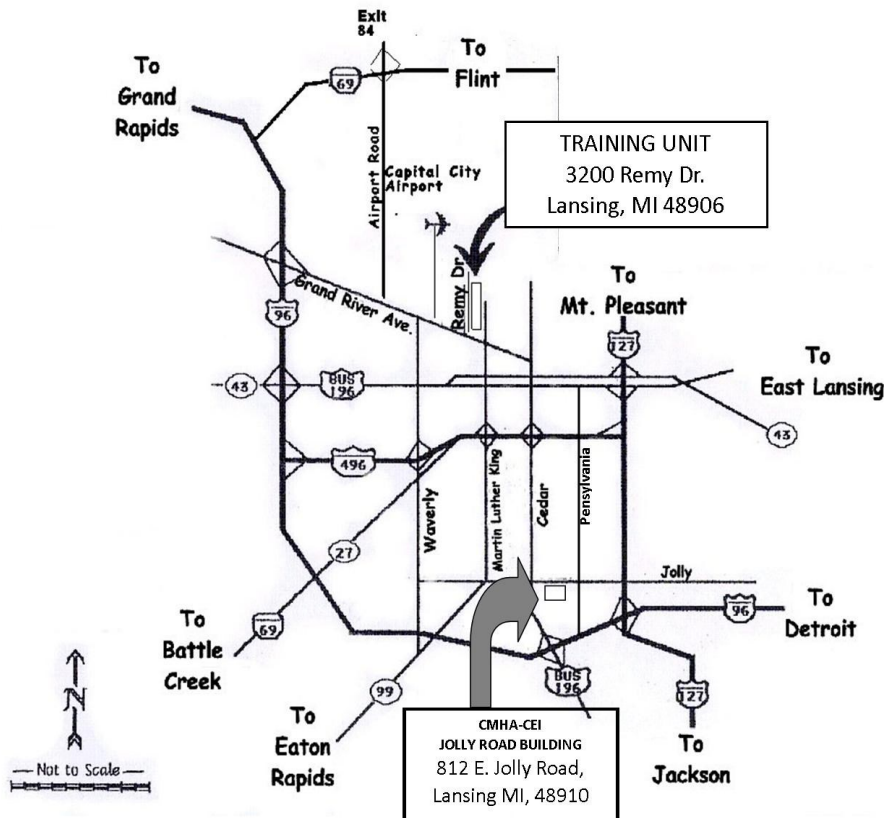 Exit
84
To
Flint
69
To
Grand
Rapids
Airport Road
Capital City
Airport
TRAINING UNIT
3200 Remy Dr.
Lansing, MI 48906
Remy Dr
Grand River Ave.
96
To
Mt. Pleasant
127
To
East Lansing
43
BUS
196
43
496
Waverly
Martin Luther King
Cedar
Pensylvania
27
Jolly
96
To
Detroit
69
To
Battle
Creek
99
BUS
196
127
To
Jackson
To
Eaton
Rapids
CMHA-CEI
JOLLY ROAD BUILDING
812 E. Jolly Road,
Lansing MI, 48910
N
Not to Scale